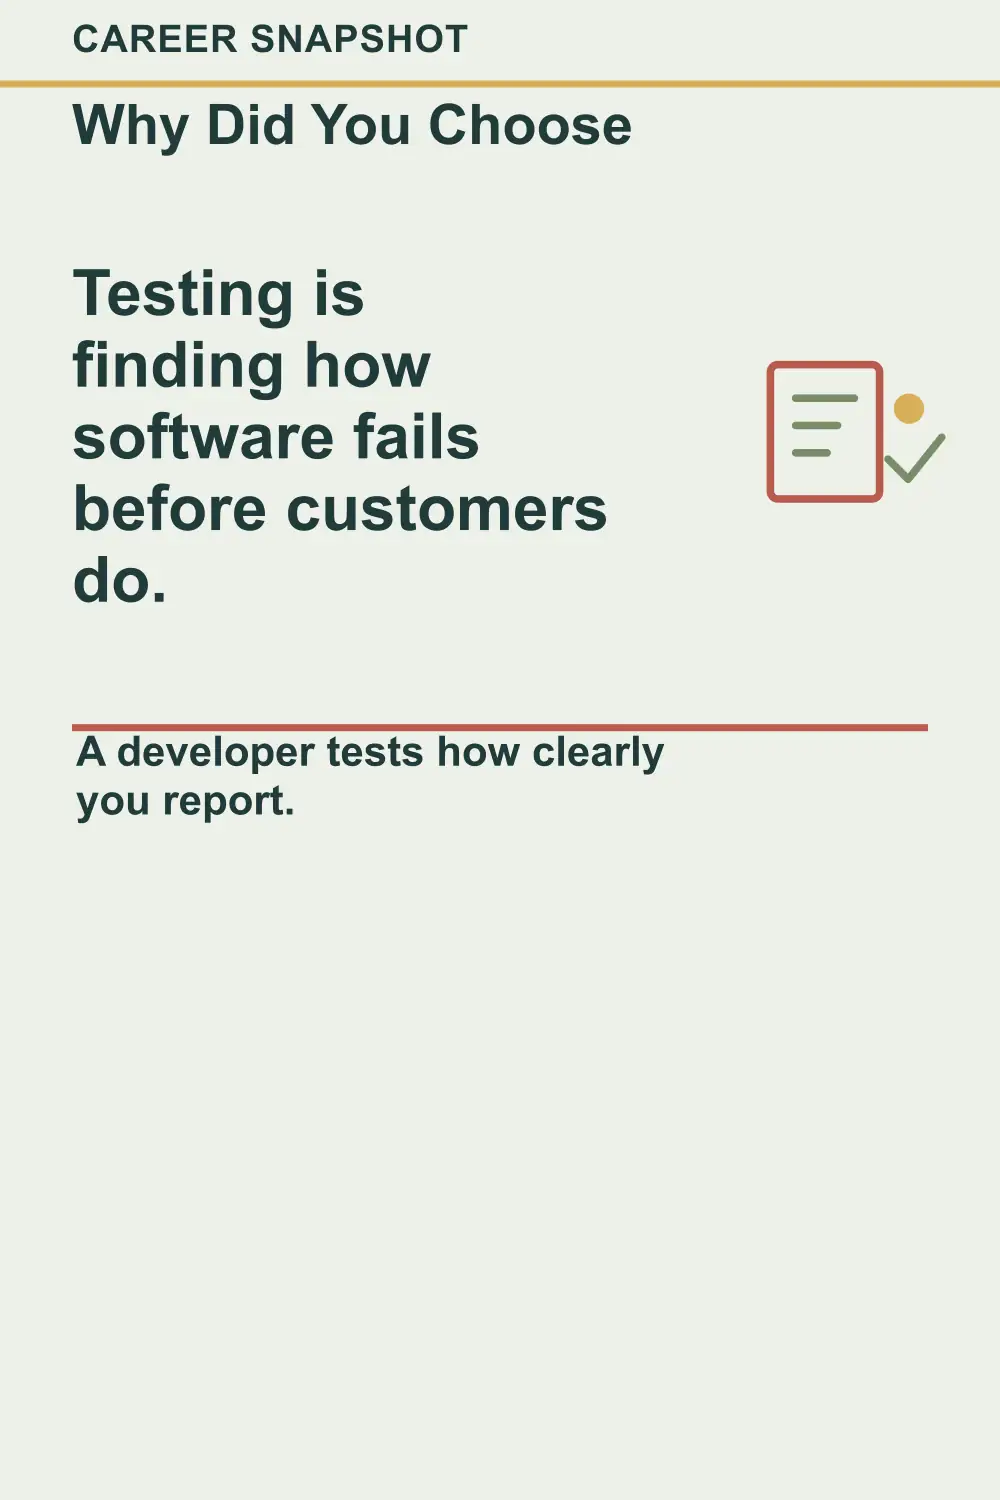 CAREER SNAPSHOT
Why Did You Choose
Testing is
finding how
software fails
before customers
do.
A developer tests how clearly
you report.